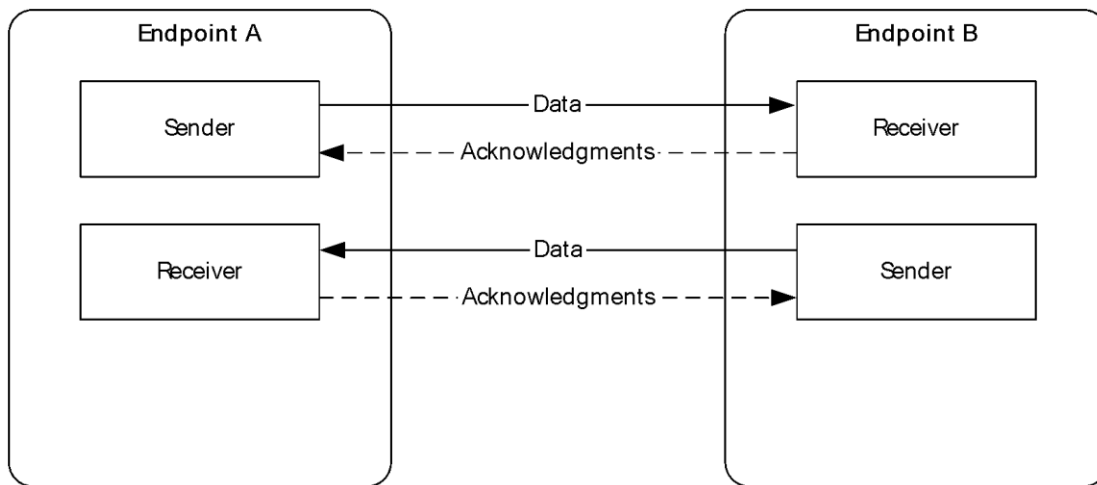 Endpoint A
Endpoint B
Sender
Data
Receiver
Acknowledgments
Receiver
Data
Sender
Acknowledgments